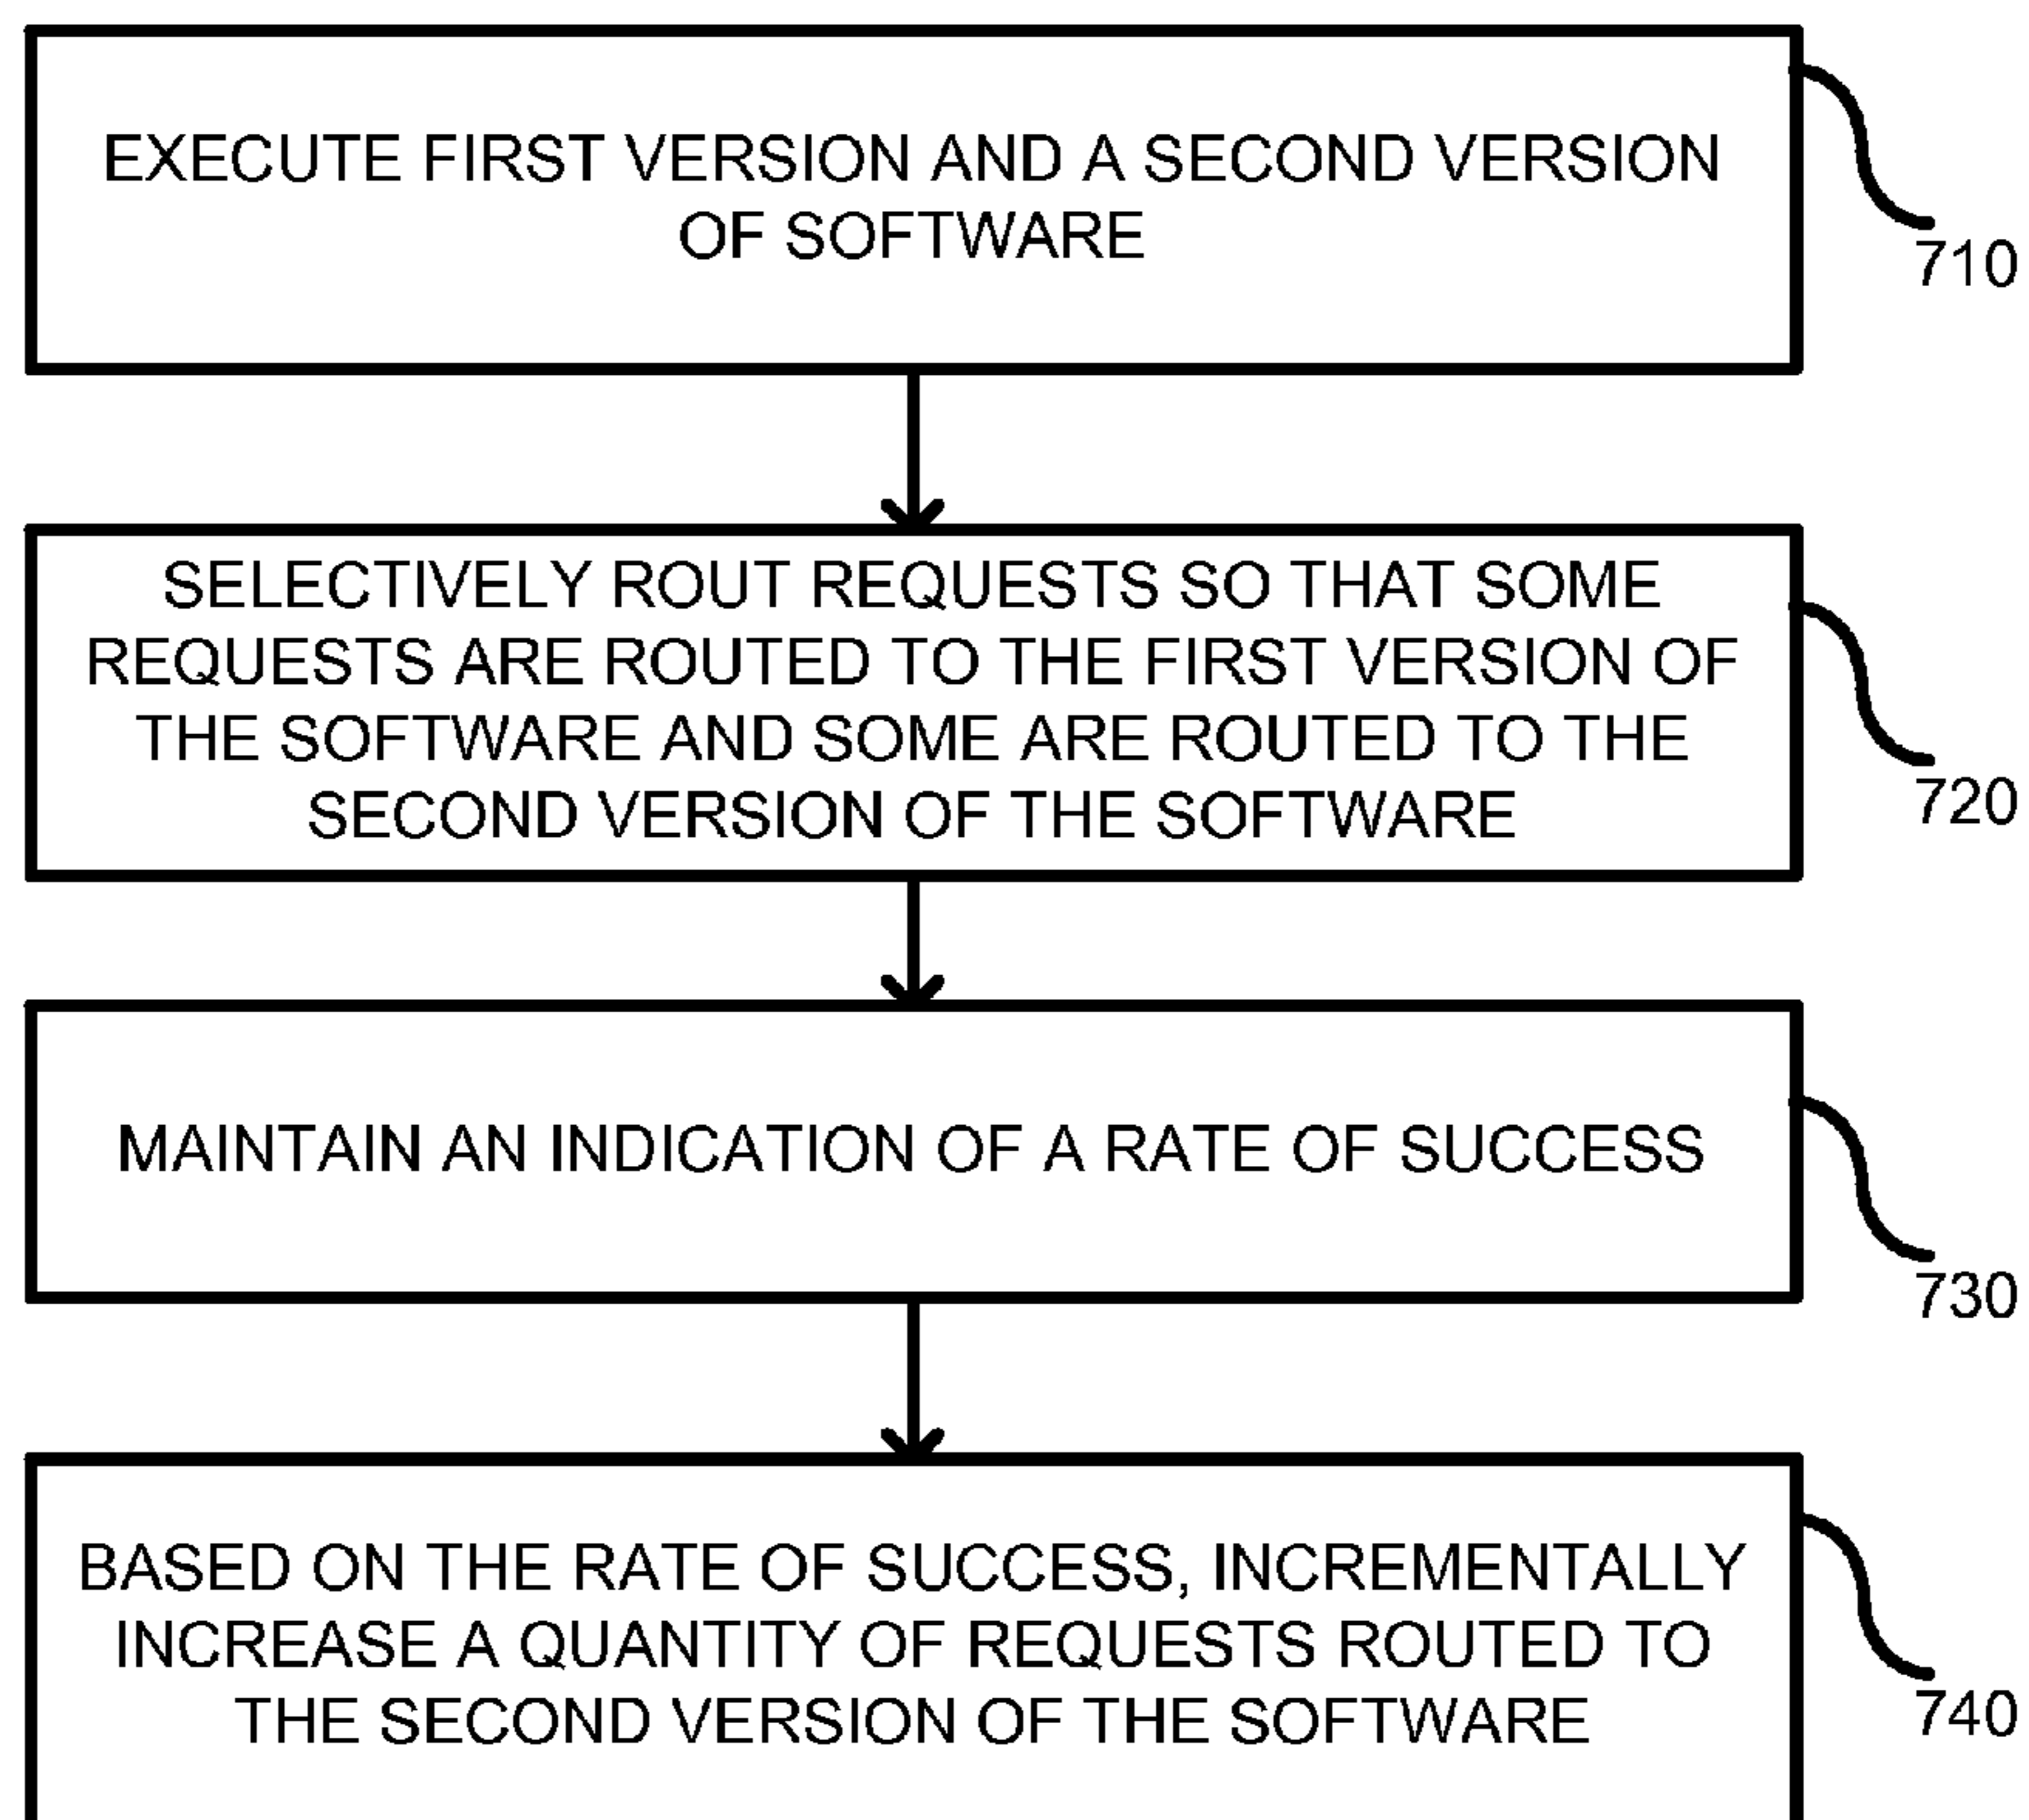 EXECUTE FIRST VERSION AND A SECOND VERSION
OF SOFTWARE
710
SELECTIVELY ROUT REQUESTS SO THAT SOME
REQUESTS ARE ROUTED TO THE FIRST VERSION OF
THE SOFTWARE AND SOME ARE ROUTED TO THE
SECOND VERSION OF THE SOFTWARE
720
MAINTAIN AN INDICATION OF A RATE OF SUCCESS
730
BASED ON THE RATE OF SUCCESS, INCREMENTALLY
INCREASE A QUANTITY OF REQUESTS ROUTED TO
THE SECOND VERSION OF THE SOFTWARE
740